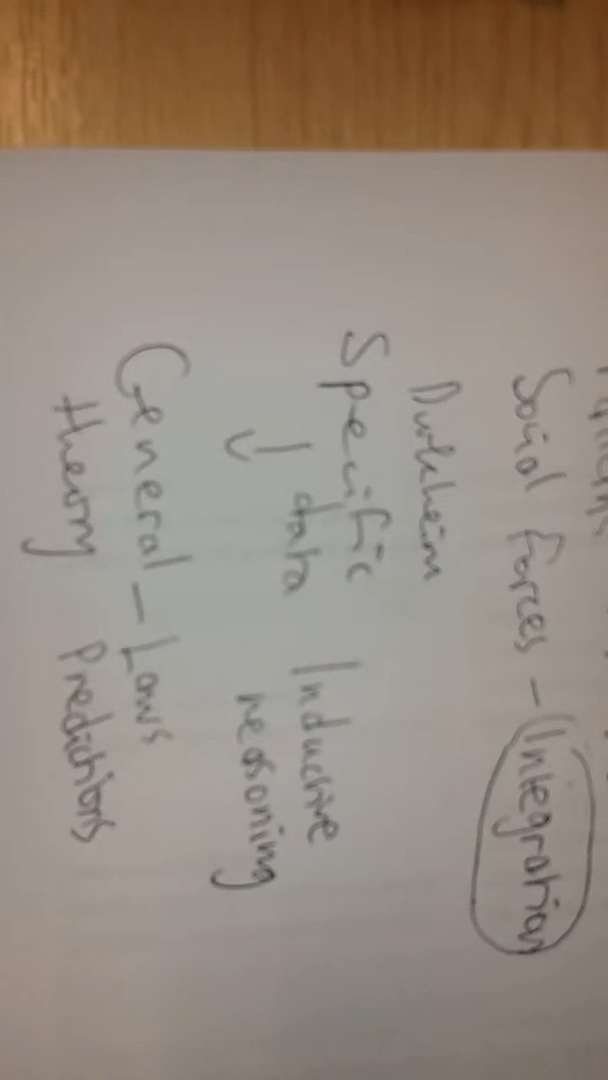 Social Forces - Integration
Durkheim
Specific
data Inductive
↓ reasoning
General - Laws
theory Predictions